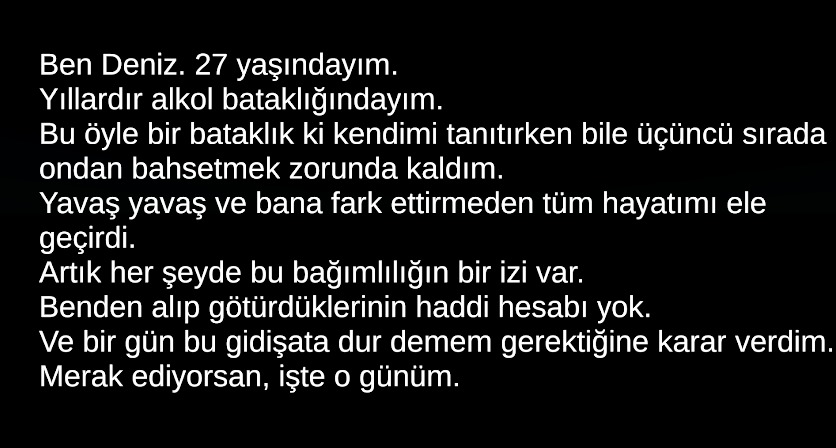 Ben Deniz. 27 yaşındayım.
Yıllardır alkol bataklığındayım.
Bu öyle bir bataklık ki kendimi tanıtırken bile üçüncü sırada
ondan bahsetmek zorunda kaldım.
Yavaş yavaş ve bana fark ettirmeden tüm hayatımı ele
geçirdi.
Artık her şeyde bu bağımlılığın bir izi var.
Benden alıp götürdüklerinin haddi hesabı yok.
Ve bir gün bu gidişata dur demem gerektiğine karar verdim.
Merak ediyorsan, işte o günüm.